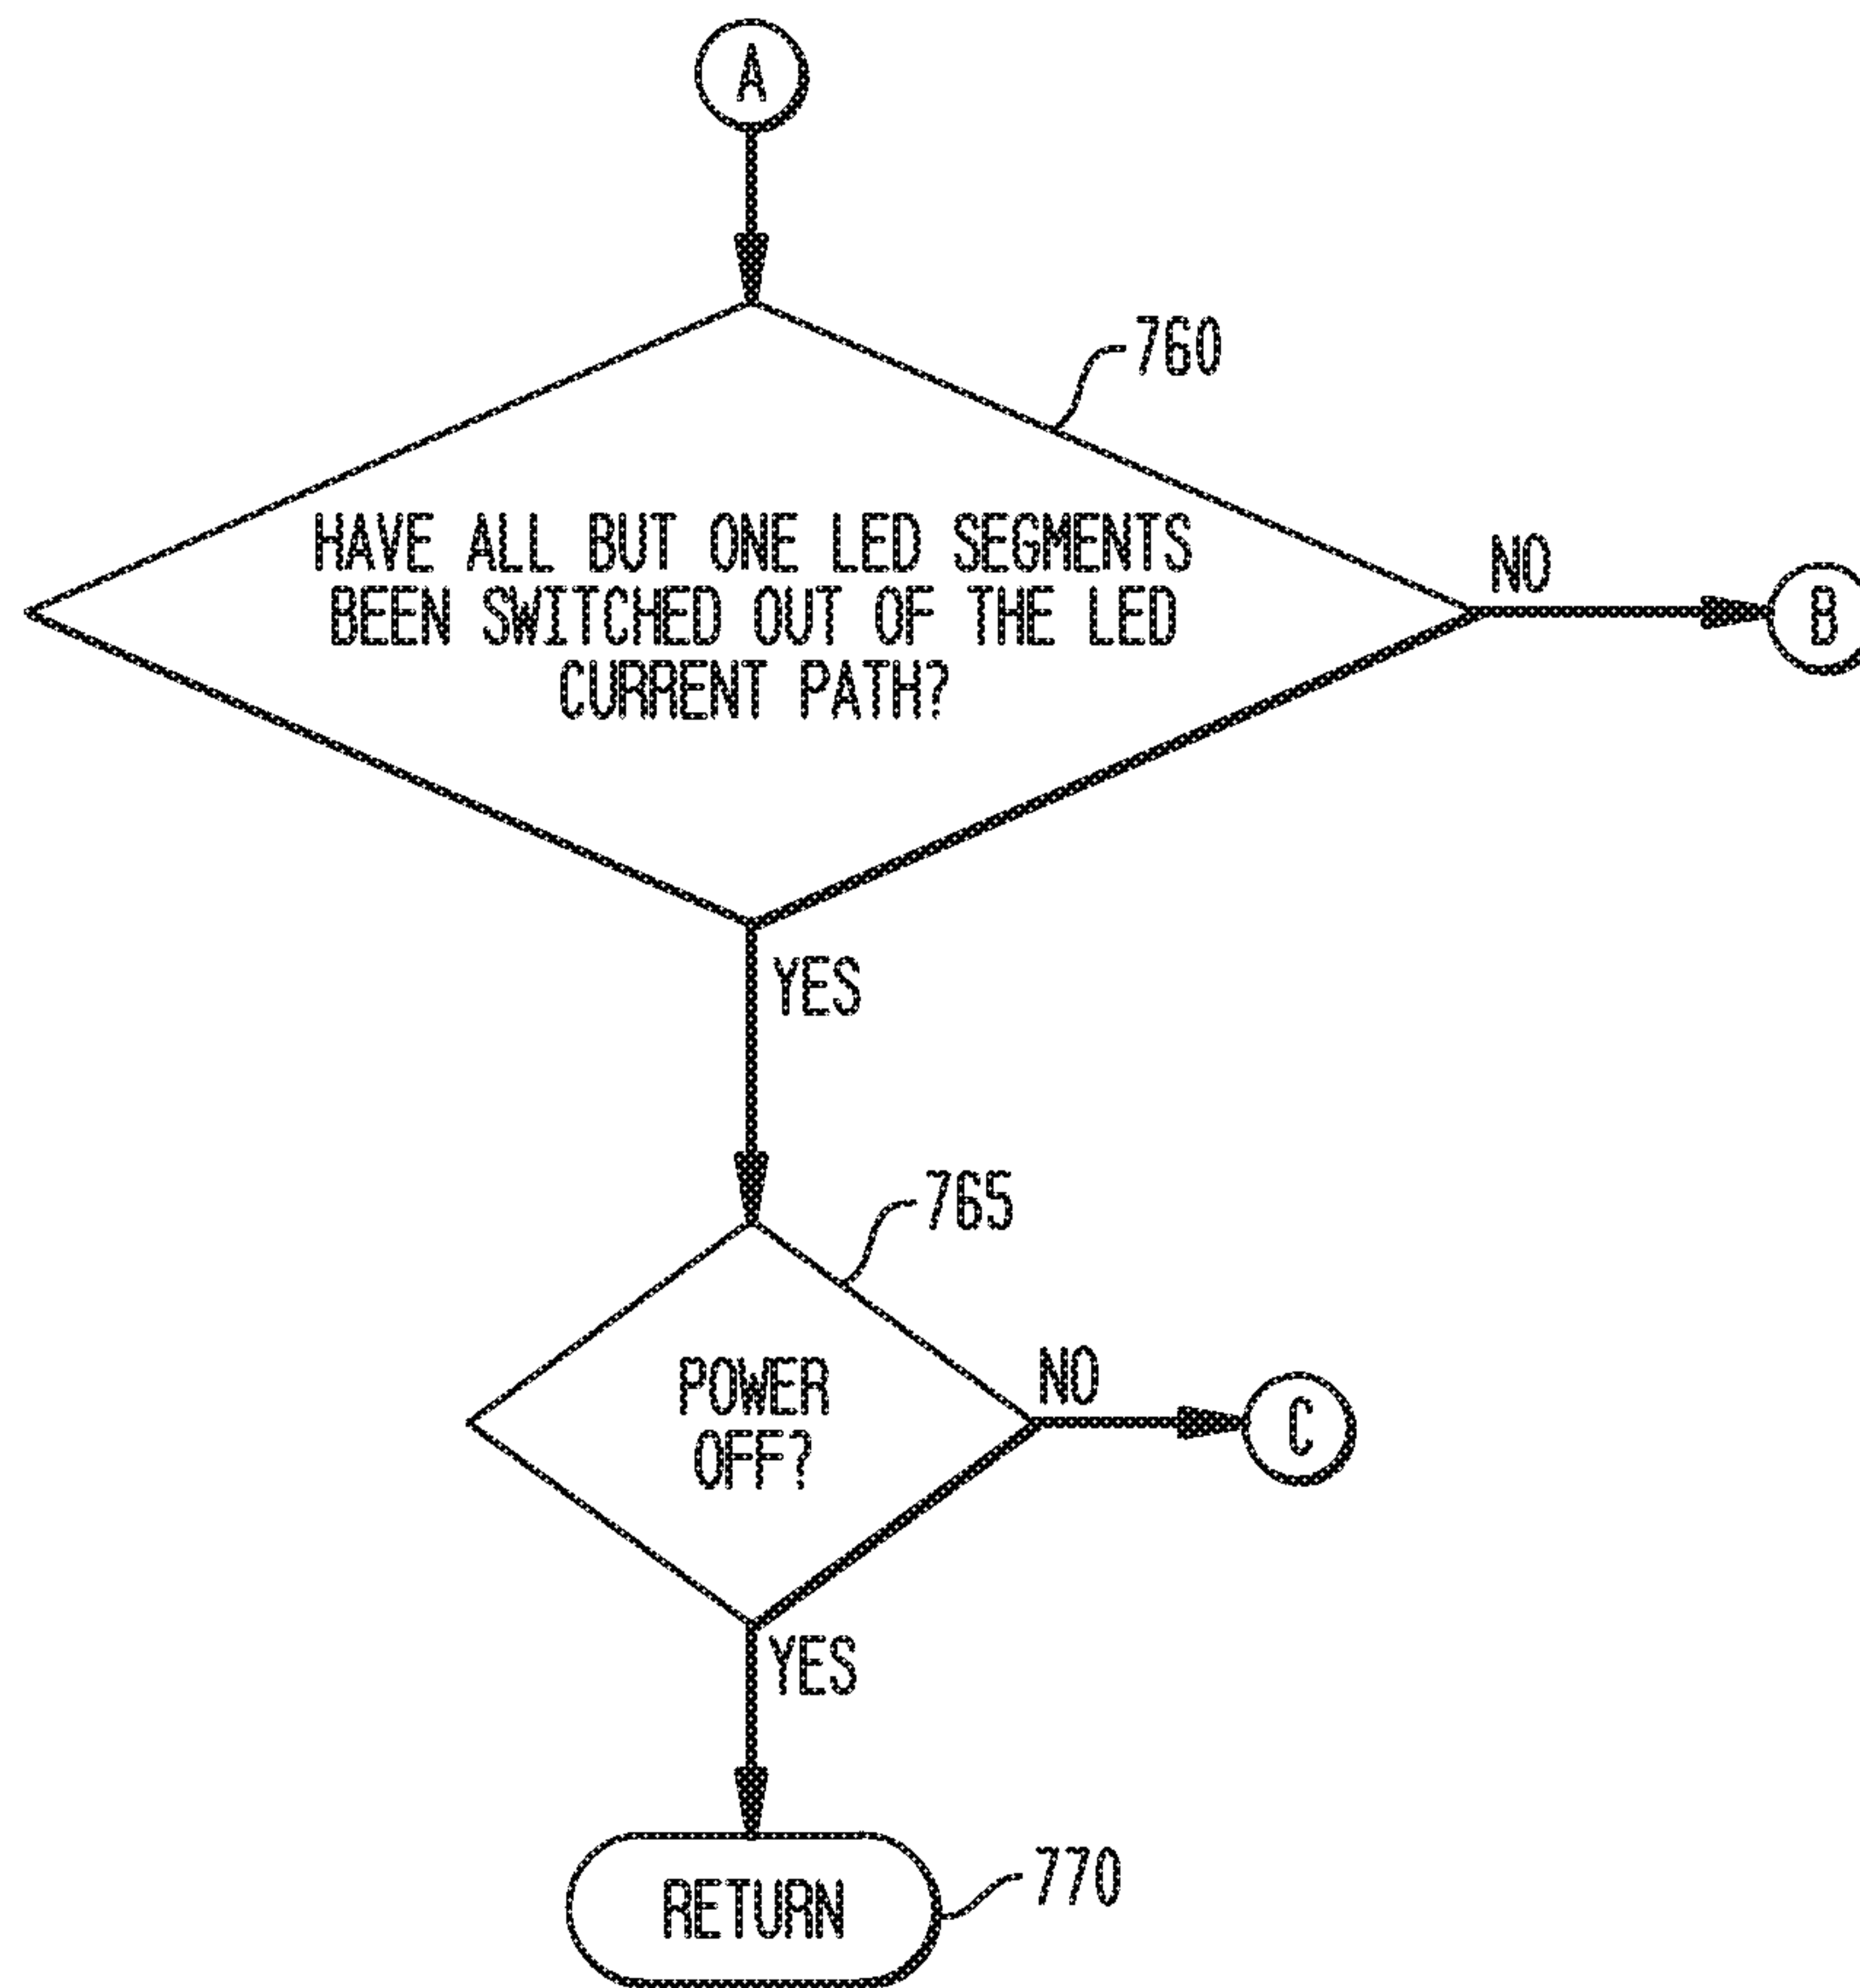 A
760
HAVE ALL BUT ONE LED SEGMENTS
BEEN SWITCHED OUT OF THE LED
CURRENT PATH?
NO
B
YES
765
POWER
OFF?
NO
C
YES
RETURN
770